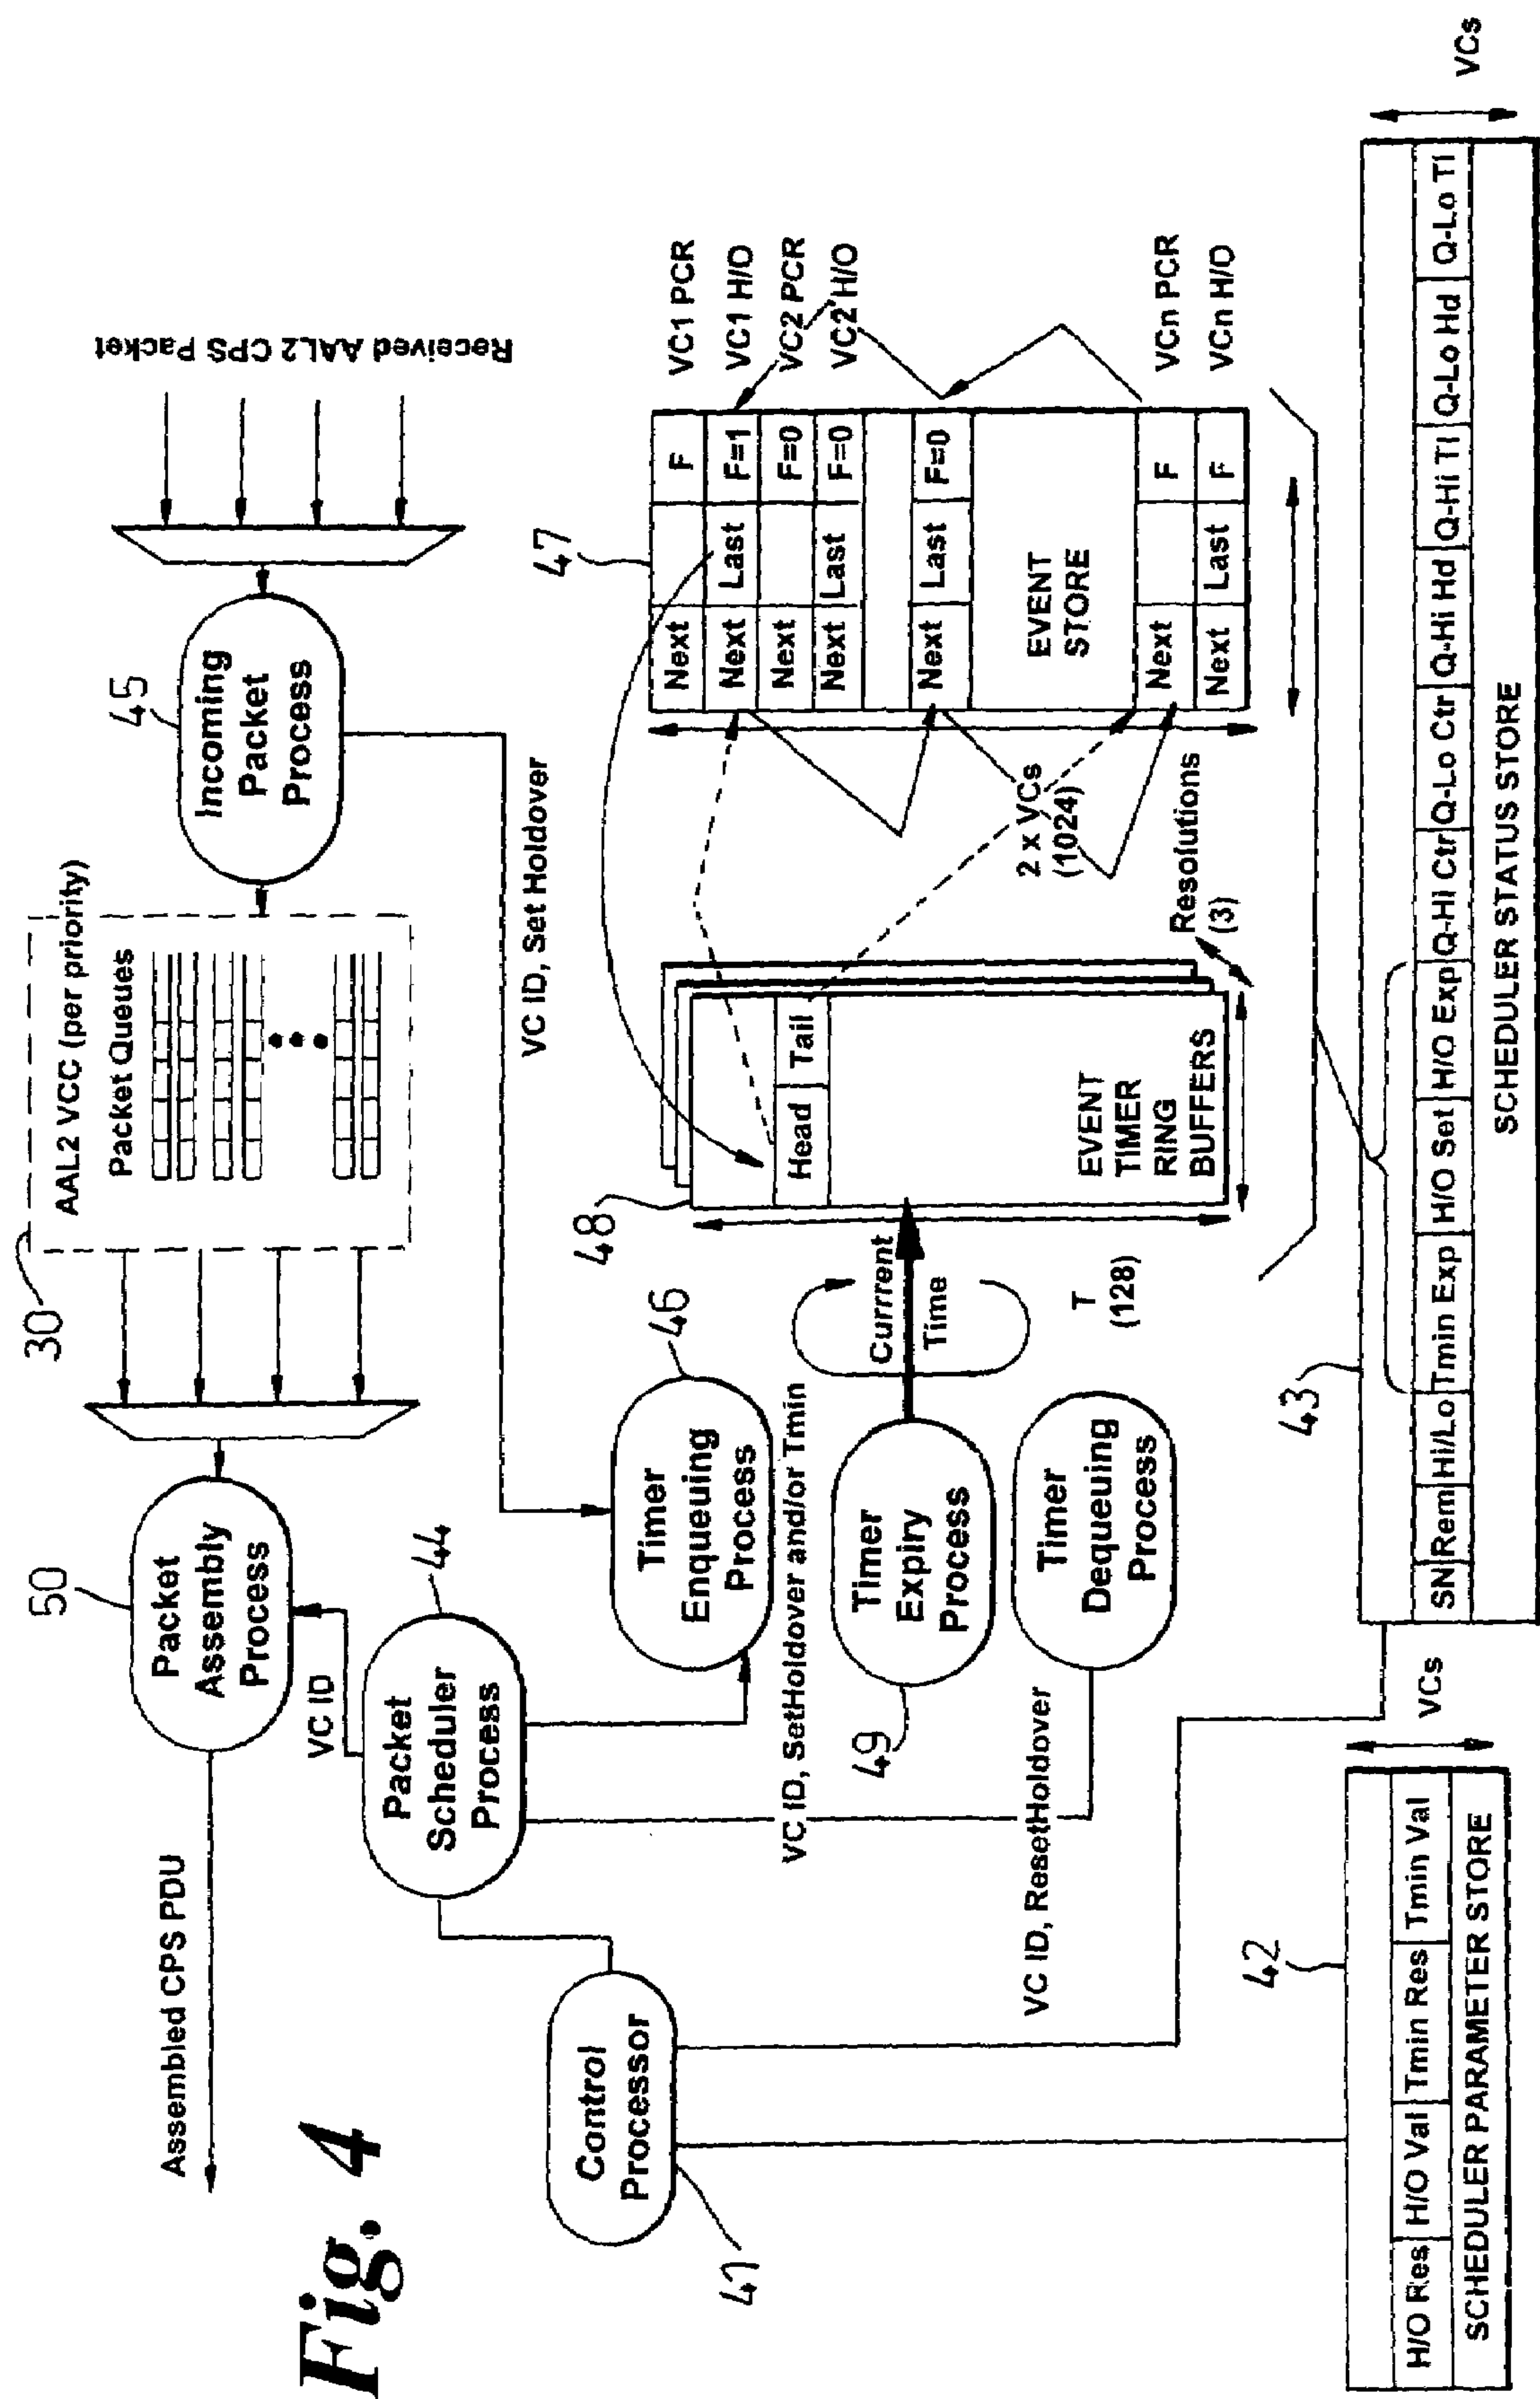 Fig. 4
Assembled CPS PDU
50
Packet
Assembly
Process
VC ID
30
AAL2 VCC (per priority)
Packet Queues
45
Incoming
Packet
Process
Received AAL2 CPS Packet
44
Packet
Scheduler
Process
VC ID, Set Holdover
41
Control
Processor
46
Timer
Enqueuing
Process
VC ID, SetHoldover and/or Tmin
49
Timer
Expiry
Process
Currrent
Time
Timer
Dequeuing
Process
VC ID, ResetHoldover
T
(128)
48
Head
Tail
EVENT
TIMER
RING
BUFFERS
Resolutions
(3)
2 x VCs
(1024)
47
Next F VC1 PCR
Next Last F=1 VC1 H/O
Next F=0 VC2 PCR
Next Last F=0 VC2 H/O
Next Last F=0
EVENT
STORE
Next F VCn PCR
Next Last F VCn H/O
42
H/O Res H/O Val Tmin Res Tmin Val
SCHEDULER PARAMETER STORE
VCs
43
SN Rem Hi/Lo Tmin Exp H/O Set H/O Exp Q-Hi Ctr Q-Lo Ctr Q-Hi Hd Q-Hi Tl Q-Lo Hd Q-Lo Tl
SCHEDULER STATUS STORE
VCs